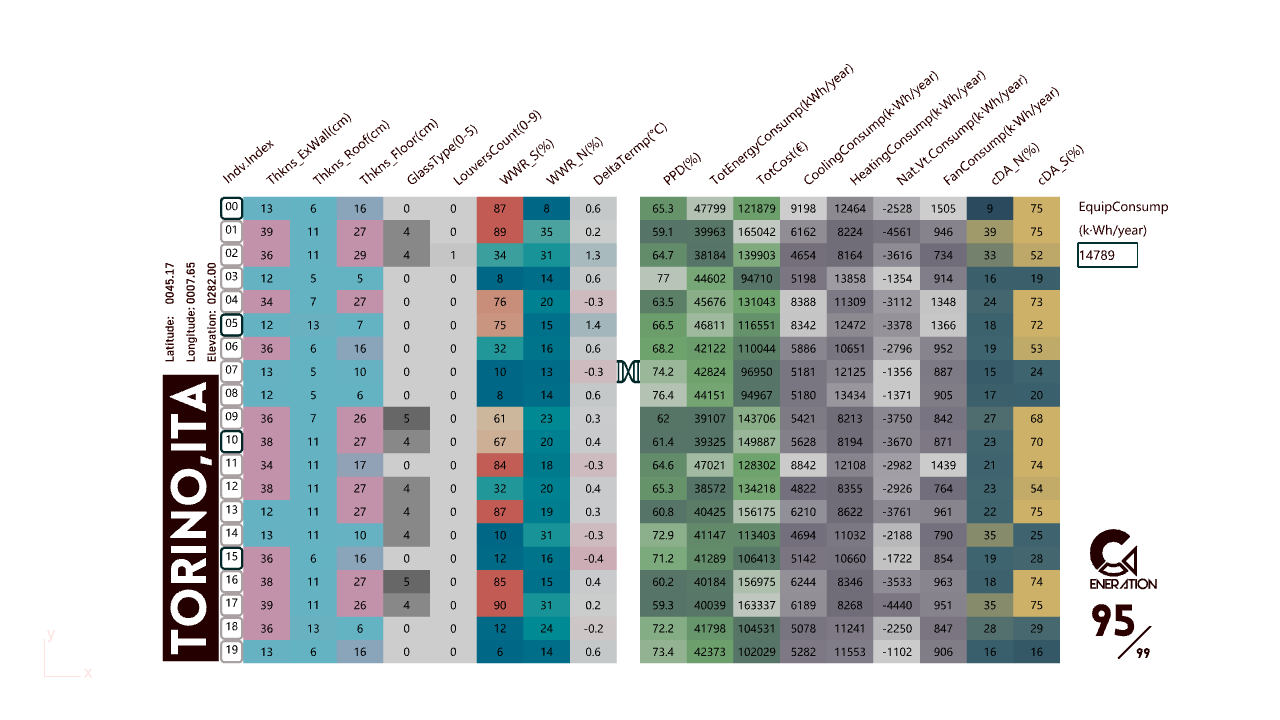 Indv.Index Thkns_ExWall(cm) Thkns_Roof(cm) Thkns_Floor(cm) GlassType(0-5) LouversCount(0-9) WWR_S(%) WWR_N(%) DeltaTermp(°C) PPD(%) TotEnergyConsump(kWh/year) TotCost(€) CoolingConsump(k·Wh/year) HeatingConsump(k·Wh/year) Nat.Vt.Consump(k·Wh/year) FanConsump(k·Wh/year) cDA_N(%) cDA_S(%)
00 13 6 16 0 0 87 8 0.6 65.3 47799 121879 9198 12464 -2528 1505 9 75
01 39 11 27 4 0 89 35 0.2 59.1 39963 165042 6162 8224 -4561 946 39 75
02 36 11 29 4 1 34 31 1.3 64.7 38184 139903 4654 8164 -3616 734 33 52
03 12 5 5 0 0 8 14 0.6 77 44602 94710 5198 13858 -1354 914 16 19
04 34 7 27 0 0 76 20 -0.3 63.5 45676 131043 8388 11309 -3112 1348 24 73
05 12 13 7 0 0 75 15 1.4 66.5 46811 116551 8342 12472 -3378 1366 18 72
06 36 6 16 0 0 32 16 0.6 68.2 42122 110044 5886 10651 -2796 952 19 53
07 13 5 10 0 0 10 13 -0.3 74.2 42824 96950 5181 12125 -1356 887 15 24
08 12 5 6 0 0 8 14 0.6 76.4 44151 94967 5180 13434 -1371 905 17 20
09 36 7 26 5 0 61 23 0.3 62 39107 143706 5421 8213 -3750 842 27 68
10 38 11 27 4 0 67 20 0.4 61.4 39325 149887 5628 8194 -3670 871 23 70
11 34 11 17 0 0 84 18 -0.3 64.6 47021 128302 8842 12108 -2982 1439 21 74
12 38 11 27 4 0 32 20 0.4 65.3 38572 134218 4822 8355 -2926 764 23 54
13 12 11 27 4 0 87 19 0.3 60.8 40425 156175 6210 8622 -3761 961 22 75
14 13 11 10 4 0 10 31 -0.3 72.9 41147 113403 4694 11032 -2188 790 35 25
15 36 6 16 0 0 12 16 -0.4 71.2 41289 106413 5142 10660 -1722 854 19 28
16 38 11 27 5 0 85 15 0.4 60.2 40184 156975 6244 8346 -3533 963 18 74
17 39 11 26 4 0 90 31 0.2 59.3 40039 163337 6189 8268 -4440 951 35 75
18 36 13 6 0 0 12 24 -0.2 72.2 41798 104531 5078 11241 -2250 847 28 29
19 13 6 16 0 0 6 14 0.6 73.4 42373 102029 5282 11553 -1102 906 16 16
EquipConsump
(k·Wh/year)
14789
Latitude: 0045.17
Longitude: 0007.65
Elevation: 0282.00
TORINO,ITA
ENERATION
95/99
y
x